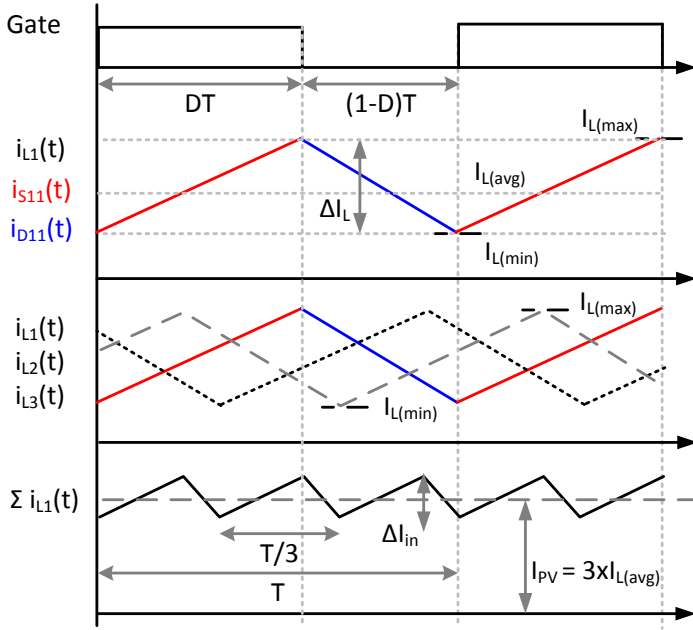 Gate
DT
(1-D)T
iL1(t)
IL(max)
iS11(t)
IL(avg)
ΔIL
iD11(t)
IL(min)
iL1(t)
IL(max)
iL2(t)
iL3(t)
IL(min)
Σ iL1(t)
ΔIin
T/3
IPV = 3xIL(avg)
T